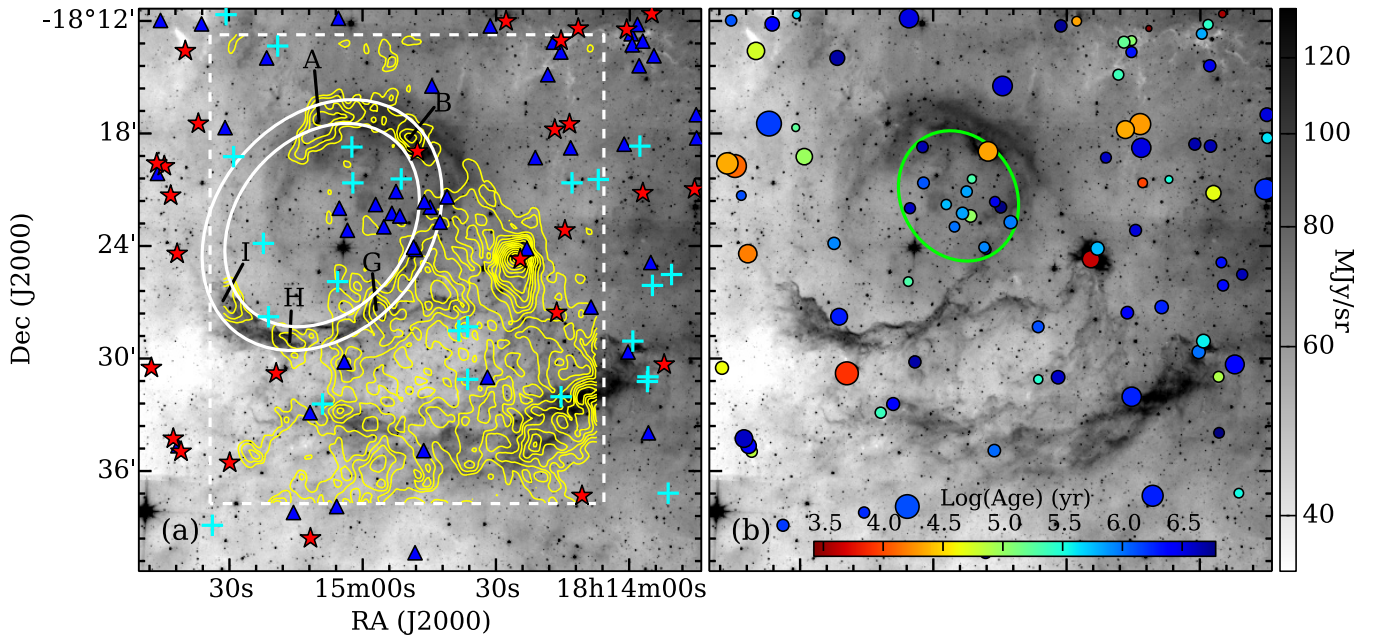 -18°12'
18'
24'
30'
36'
Dec (J2000)
A
B
G
H
I
(a)
30s
15m00s
30s
18h14m00s
RA (J2000)
(b)
Log(Age) (yr)
3.5 4.0 4.5 5.0 5.5 6.0 6.5
120
100
80
60
40
MJy/sr